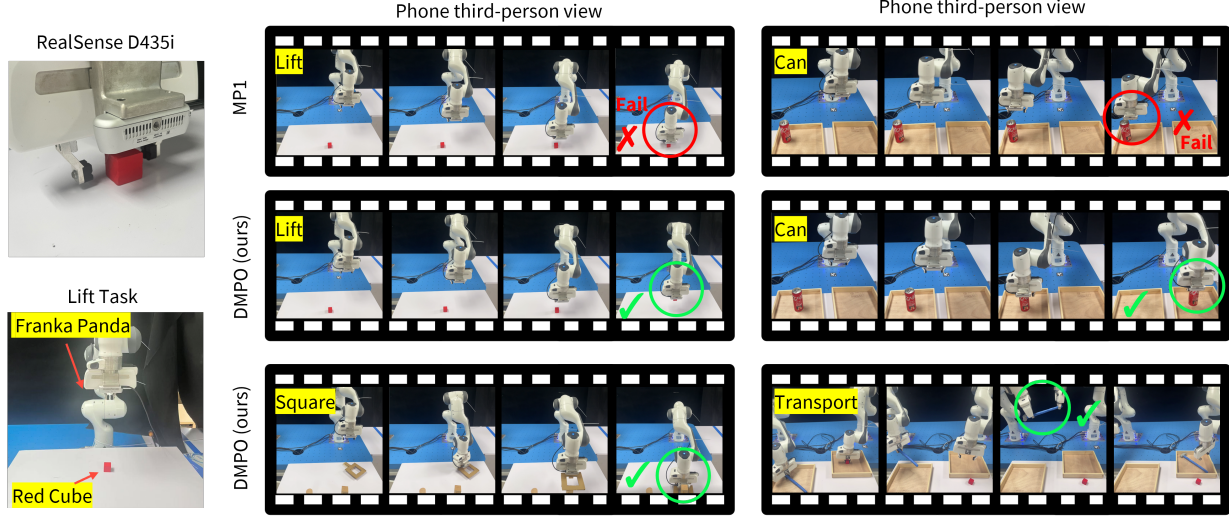 Phone third-person view
Phone third-person view
RealSense D435i
MP1
Lift
Fail
✗
Can
✗
Fail
DMPO (ours)
Lift
✓
Can
✓
Lift Task
Franka Panda
Red Cube
DMPO (ours)
Square
✓
Transport
✓